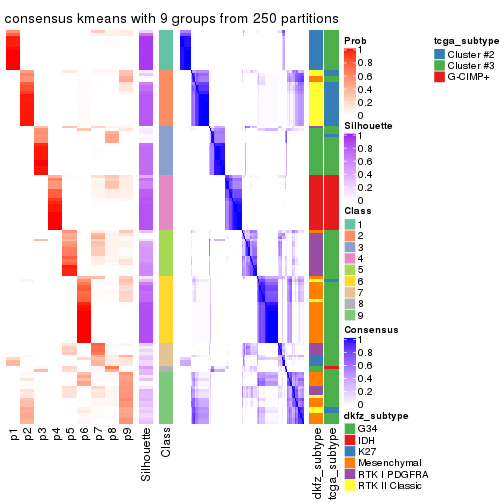 consensus kmeans with 9 groups from 250 partitions
Prob
1
0.8
0.6
0.4
0.2
0
Silhouette
1
0.8
0.6
0.4
0.2
0
Class
1
2
3
4
5
6
7
8
9
Consensus
1
0.8
0.6
0.4
0.2
0
dkfz_subtype
G34
IDH
K27
Mesenchymal
RTK I PDGFRA
RTK II Classic
tcga_subtype
Cluster #2
Cluster #3
G-CIMP+
p1
p2
p3
p4
p5
p6
p7
p8
p9
Silhouette
Class
dkfz_subtype
tcga_subtype